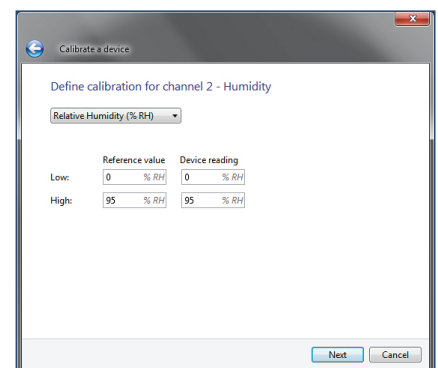 Calibrate a device
Define calibration for channel 2 - Humidity
Relative Humidity (% RH)
Reference value Device reading
Low: 0 % RH 0 % RH
High: 95 % RH 95 % RH
Next Cancel